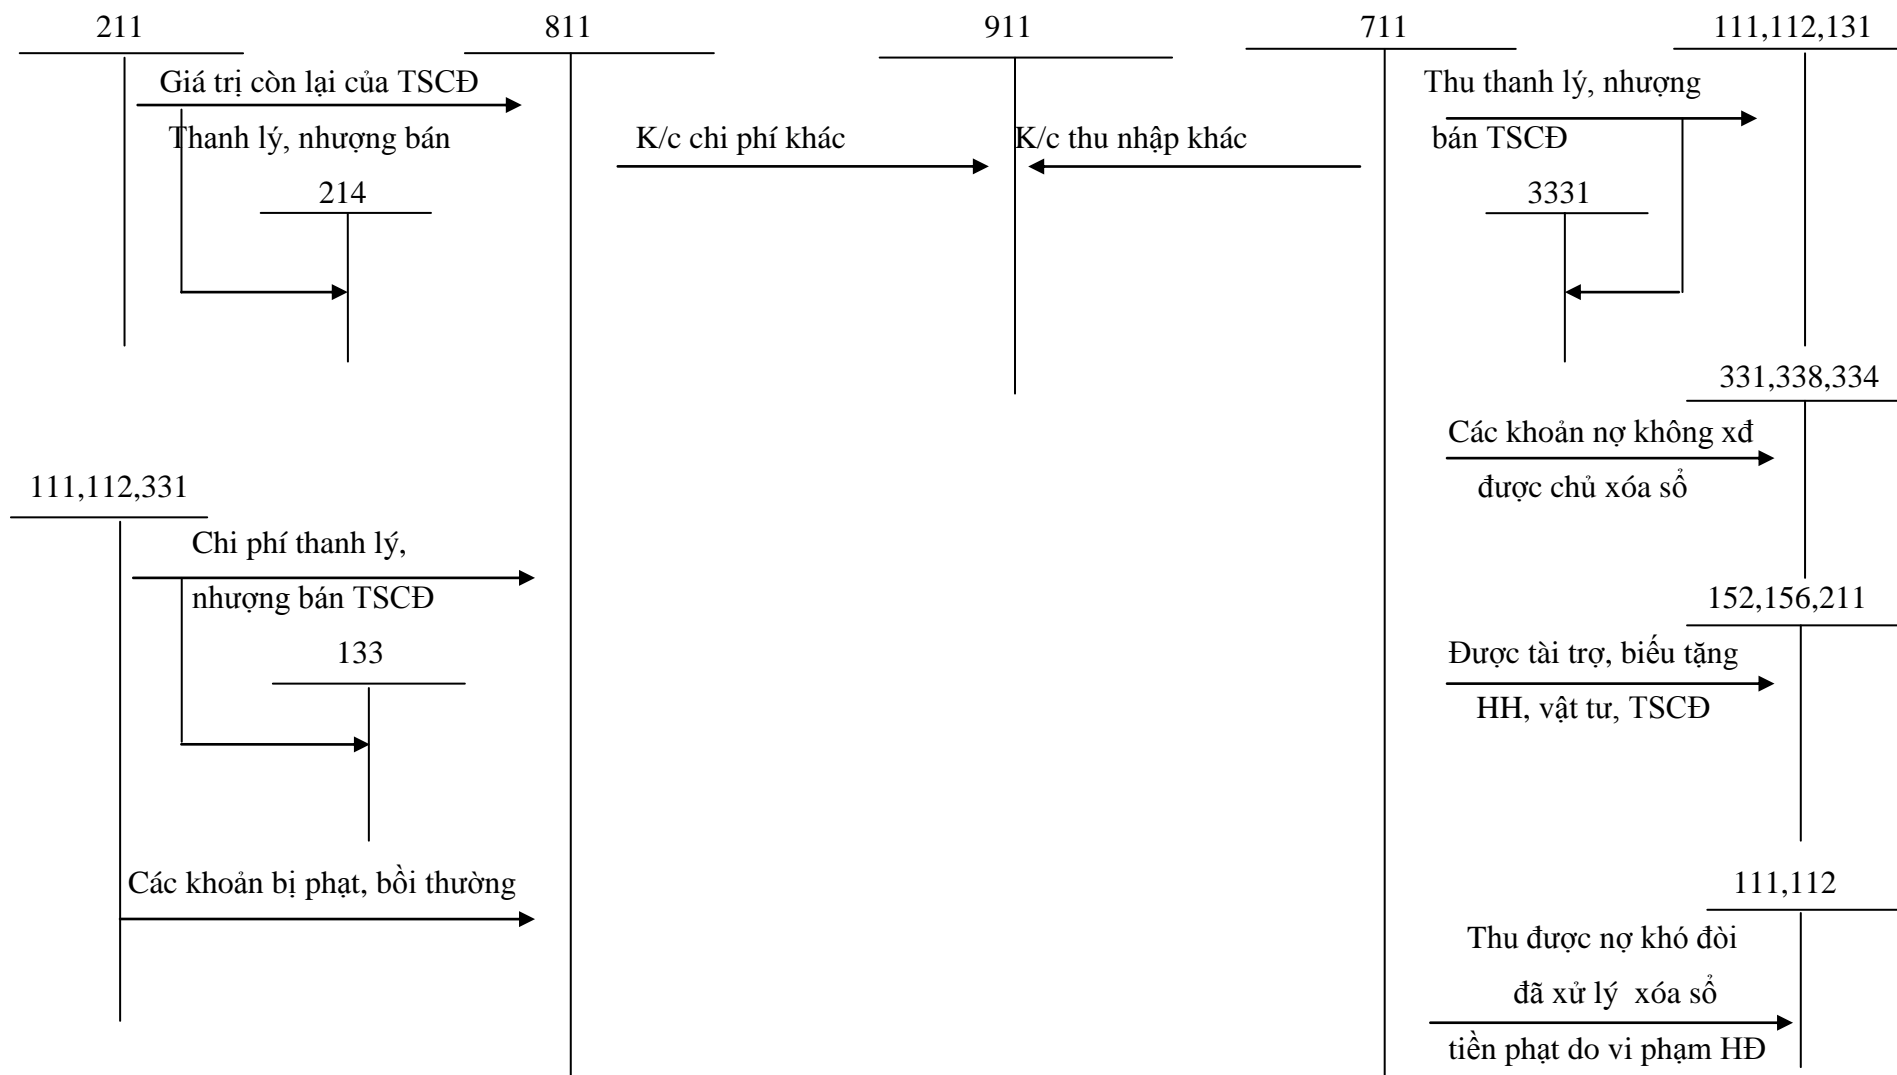 211
811
911
711
111,112,131
Giá trị còn lại của TSCĐ
Thanh lý, nhượng bán
214
K/c chi phí khác
K/c thu nhập khác
Thu thanh lý, nhượng
bán TSCĐ
3331
331,338,334
Các khoản nợ không xđ
được chủ xóa sổ
111,112,331
Chi phí thanh lý,
nhượng bán TSCĐ
133
152,156,211
Được tài trợ, biếu tặng
HH, vật tư, TSCĐ
Các khoản bị phạt, bồi thường
111,112
Thu được nợ khó đòi
đã xử lý xóa sổ
tiền phạt do vi phạm HĐ